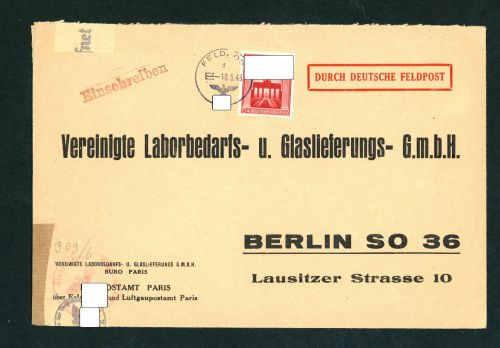 Einschreiben
DURCH DEUTSCHE FELDPOST
Vereinigte Laborbedarfs- u. Glaslieferungs- G.m.b.H.
BERLIN SO 36
Lausitzer Strasse 10
VEREINIGTE LABORBEDARFS- U. GLASLIEFERUNGS G.M.B.H.
BURO PARIS
POSTAMT PARIS
über und Luftgaupostamt Paris